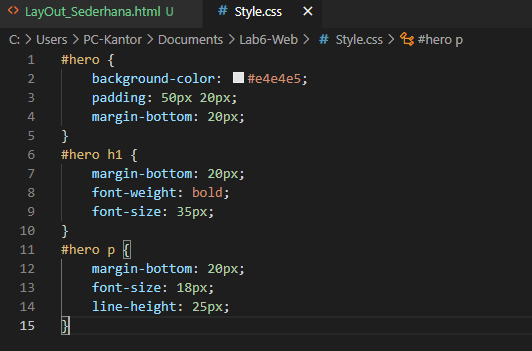 <> LayOut_Sederhana.html U # Style.css
C: > Users > PC-Kantor > Documents > Lab6-Web > # Style.css > #hero p
1 #hero {
2 background-color: #e4e4e5;
3 padding: 50px 20px;
4 margin-bottom: 20px;
5 }
6 #hero h1 {
7 margin-bottom: 20px;
8 font-weight: bold;
9 font-size: 35px;
10 }
11 #hero p {
12 margin-bottom: 20px;
13 font-size: 18px;
14 line-height: 25px;
15 }